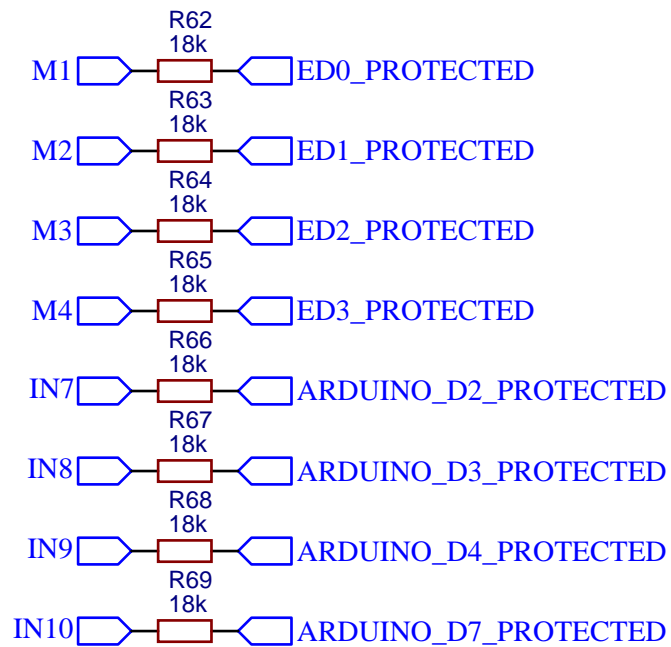 R62
18k
M1 ED0_PROTECTED
R63
18k
M2 ED1_PROTECTED
R64
18k
M3 ED2_PROTECTED
R65
18k
M4 ED3_PROTECTED
R66
18k
IN7 ARDUINO_D2_PROTECTED
R67
18k
IN8 ARDUINO_D3_PROTECTED
R68
18k
IN9 ARDUINO_D4_PROTECTED
R69
18k
IN10 ARDUINO_D7_PROTECTED